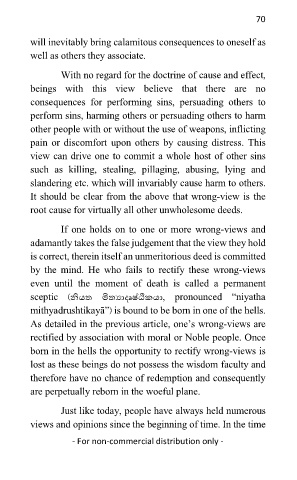 70
will inevitably bring calamitous consequences to oneself as
well as others they associate.
With no regard for the doctrine of cause and effect,
beings with this view believe that there are no
consequences for performing sins, persuading others to
perform sins, harming others or persuading others to harm
other people with or without the use of weapons, inflicting
pain or discomfort upon others by causing distress. This
view can drive one to commit a whole host of other sins
such as killing, stealing, pillaging, abusing, lying and
slandering etc. which will invariably cause harm to others.
It should be clear from the above that wrong-view is the
root cause for virtually all other unwholesome deeds.
If one holds on to one or more wrong-views and
adamantly takes the false judgement that the view they hold
is correct, therein itself an unmeritorious deed is committed
by the mind. He who fails to rectify these wrong-views
even until the moment of death is called a permanent
sceptic (නියත මිත්‍යාදෘෂ්ඨිකයා, pronounced “niyatha
mithyadrushtikayā”) is bound to be born in one of the hells.
As detailed in the previous article, one’s wrong-views are
rectified by association with moral or Noble people. Once
born in the hells the opportunity to rectify wrong-views is
lost as these beings do not possess the wisdom faculty and
therefore have no chance of redemption and consequently
are perpetually reborn in the woeful plane.
Just like today, people have always held numerous
views and opinions since the beginning of time. In the time
- For non-commercial distribution only -